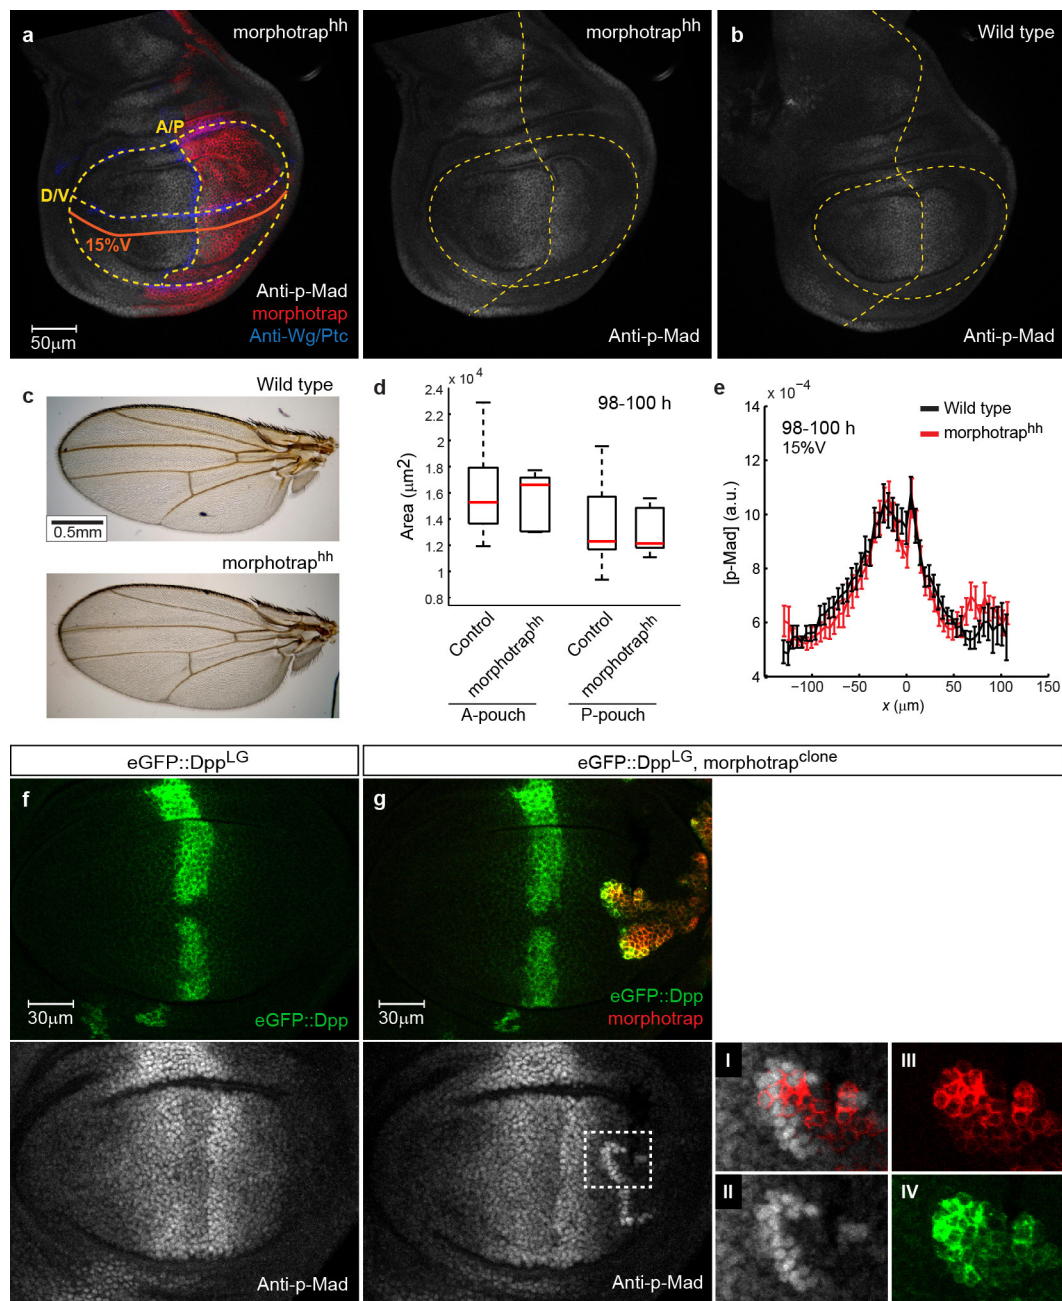 a
morphotrap^hh
A/P
D/V
15%V
50μm
Anti-p-Mad
morphotrap
Anti-Wg/Ptc
morphotrap^hh
Anti-p-Mad
b
Wild type
Anti-p-Mad
c
Wild type
0.5mm
morphotrap^hh
d
x 10^4
98-100 h
Area (μm2)
2.4
2.2
2.0
1.8
1.6
1.4
1.2
1.0
0.8
Control
morphotrap^hh
Control
morphotrap^hh
A-pouch
P-pouch
e
x 10^−4
98-100 h
15%V
Wild type
morphotrap^hh
[p-Mad] (a.u.)
14
12
10
8
6
4
−100
−50
0
50
100
150
x (μm)
eGFP::Dpp^LG
eGFP::Dpp^LG, morphotrap^clone
f
30μm
eGFP::Dpp
g
30μm
eGFP::Dpp
morphotrap
Anti-p-Mad
Anti-p-Mad
I
III
II
IV